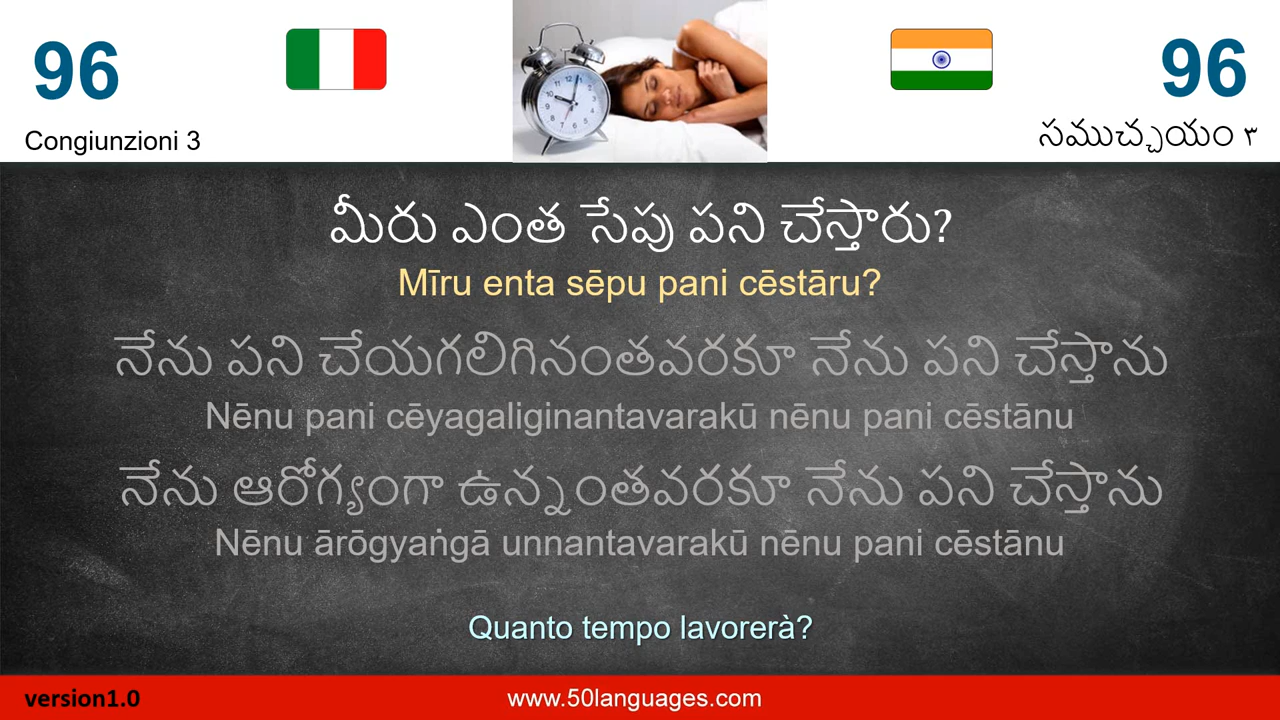 96
96
Congiunzioni 3
సముచ్చయం ౩
మీరు ఎంత సేపు పని చేస్తారు?
Mīru enta sēpu pani cēstāru?
నేను పని చేయగలిగినంతవరకూ నేను పని చేస్తాను
Nēnu pani cēyagaliginantavarakū nēnu pani cēstānu
నేను ఆరోగ్యంగా ఉన్నంతవరకూ నేను పని చేస్తాను
Nēnu ārōgyaṅgā unnantavarakū nēnu pani cēstānu
Quanto tempo lavorerà?
version1.0
www.50languages.com